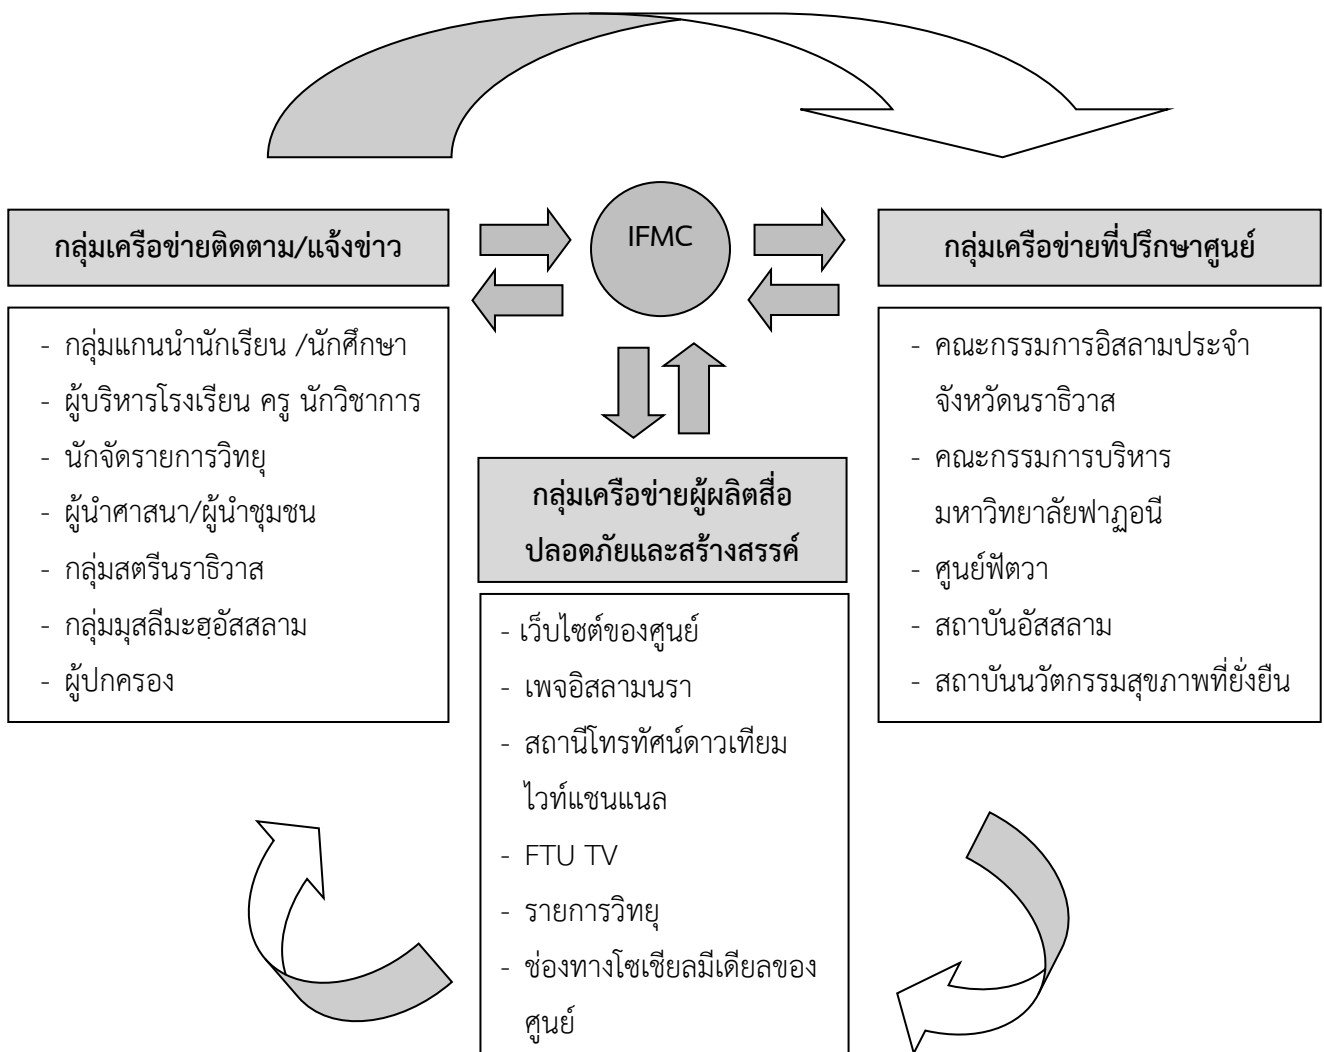 IFMC
กลุ่มเครือข่ายติดตาม/แจ้งข่าว
- กลุ่มแกนนำนักเรียน /นักศึกษา
- ผู้บริหารโรงเรียน ครู นักวิชาการ
- นักจัดรายการวิทยุ
- ผู้นำศาสนา/ผู้นำชุมชน
- กลุ่มสตรีนราธิวาส
- กลุ่มมุสลีมะฮฺอัสสลาม
- ผู้ปกครอง
กลุ่มเครือข่ายผู้ผลิตสื่อ
ปลอดภัยและสร้างสรรค์
- เว็บไซต์ของศูนย์
- เพจอิสลามนรา
- สถานีโทรทัศน์ดาวเทียม
ไวท์แชนแนล
- FTU TV
- รายการวิทยุ
- ช่องทางโซเชียลมีเดียลของ
ศูนย์
กลุ่มเครือข่ายที่ปรึกษาศูนย์
- คณะกรรมการอิสลามประจำ
จังหวัดนราธิวาส
- คณะกรรมการบริหาร
มหาวิทยาลัยฟาฏอนี
- ศูนย์ฟัตวา
- สถาบันอัสสลาม
- สถาบันนวัตกรรมสุขภาพที่ยั่งยืน